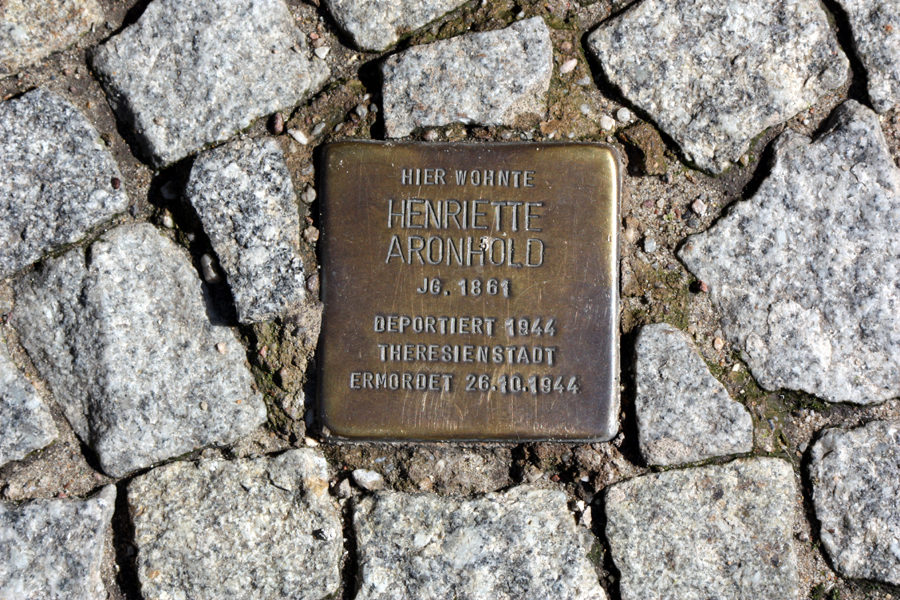 HIER WOHNTE
HENRIETTE
ARONHOLD
JG. 1861
DEPORTIERT 1944
THERESIENSTADT
ERMORDET 26.10.1944